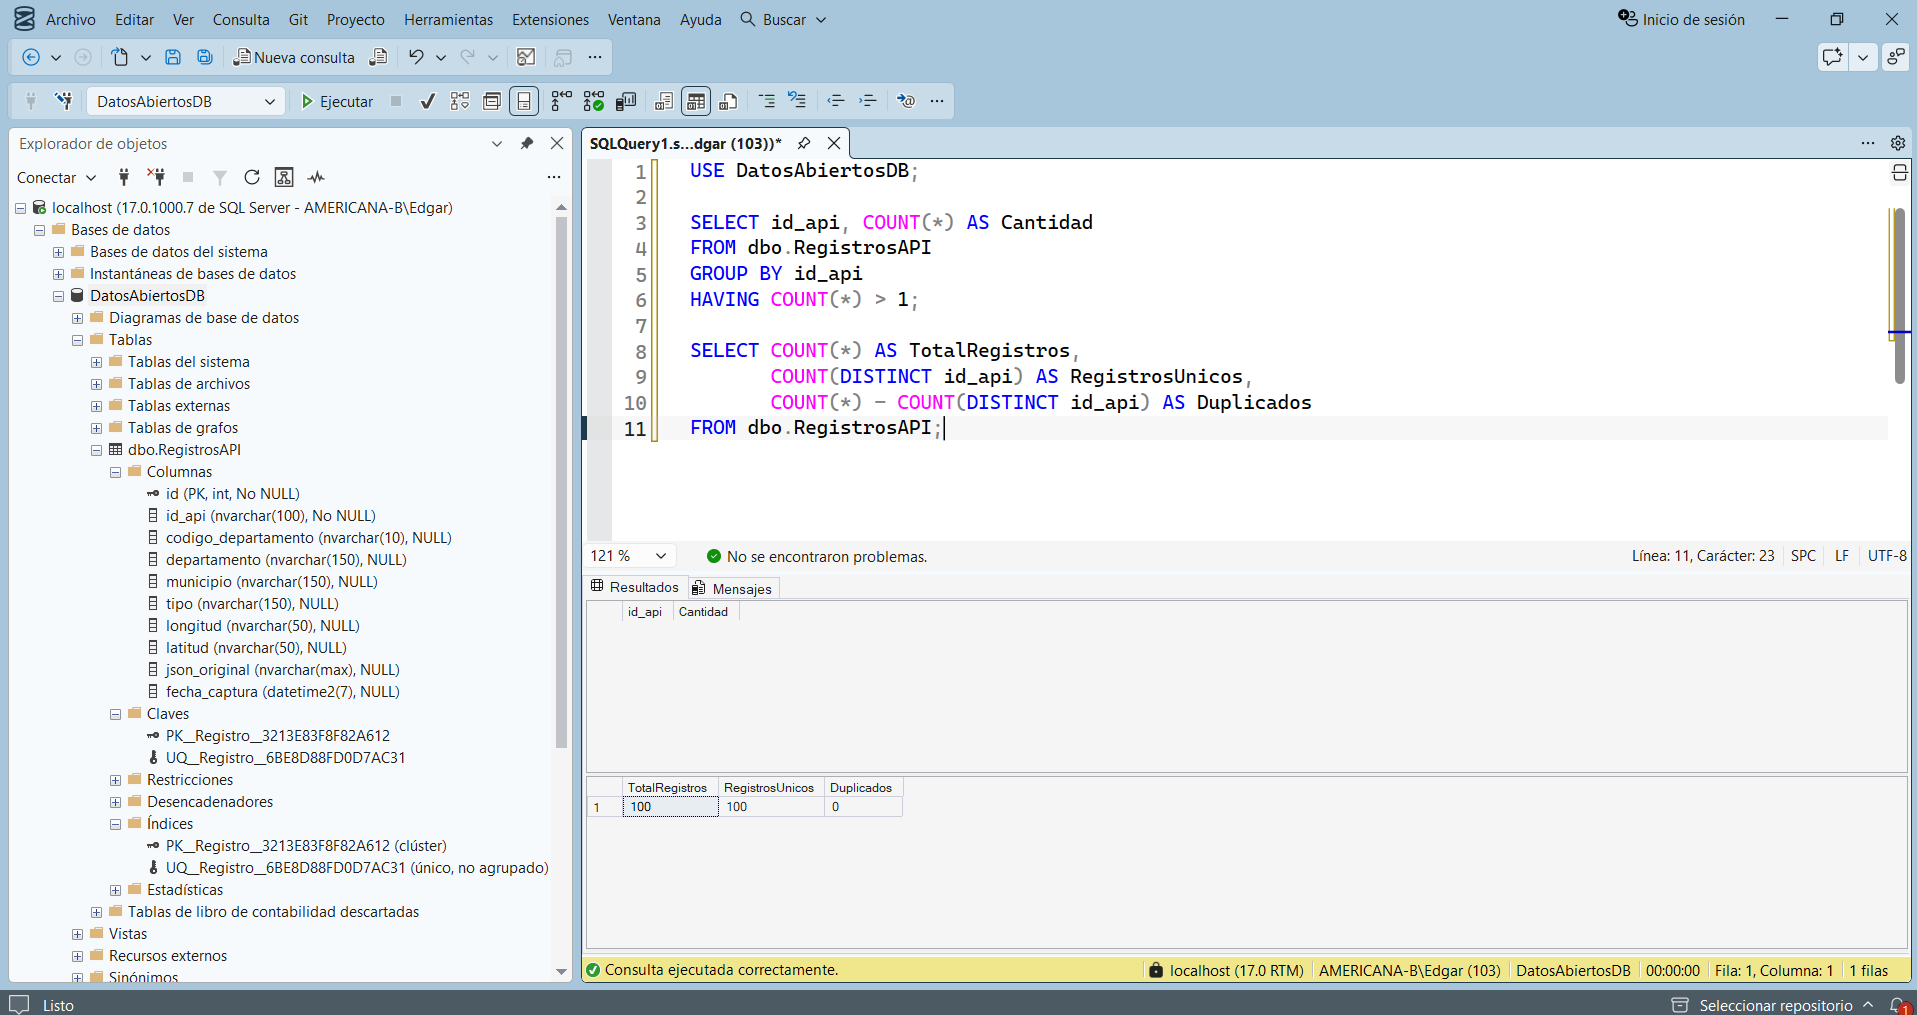 Archivo Editar Ver Consulta Git Proyecto Herramientas Extensiones Ventana Ayuda Buscar Inicio de sesión
Nueva consulta
DatosAbiertosDB Ejecutar
Explorador de objetos
Conectar
localhost (17.0.1000.7 de SQL Server - AMERICANA-B\Edgar)
Bases de datos
Bases de datos del sistema
Instantáneas de bases de datos
DatosAbiertosDB
Diagramas de base de datos
Tablas
Tablas del sistema
Tablas de archivos
Tablas externas
Tablas de grafos
dbo.RegistrosAPI
Columnas
id (PK, int, No NULL)
id_api (nvarchar(100), No NULL)
codigo_departamento (nvarchar(10), NULL)
departamento (nvarchar(150), NULL)
municipio (nvarchar(150), NULL)
tipo (nvarchar(150), NULL)
longitud (nvarchar(50), NULL)
latitud (nvarchar(50), NULL)
json_original (nvarchar(max), NULL)
fecha_captura (datetime2(7), NULL)
Claves
PK__Registro__3213E83F8F82A612
UQ__Registro__6BE8D88FD0D7AC31
Restricciones
Desencadenadores
Índices
PK__Registro__3213E83F8F82A612 (clúster)
UQ__Registro__6BE8D88FD0D7AC31 (único, no agrupado)
Estadísticas
Tablas de libro de contabilidad descartadas
Vistas
Recursos externos
Sinónimos
SQLQuery1.s...dgar (103))*
1 USE DatosAbiertosDB;
2
3 SELECT id_api, COUNT(*) AS Cantidad
4 FROM dbo.RegistrosAPI
5 GROUP BY id_api
6 HAVING COUNT(*) > 1;
7
8 SELECT COUNT(*) AS TotalRegistros,
9 COUNT(DISTINCT id_api) AS RegistrosUnicos,
10 COUNT(*) - COUNT(DISTINCT id_api) AS Duplicados
11 FROM dbo.RegistrosAPI;
121 % No se encontraron problemas. Línea: 11, Carácter: 23 SPC LF UTF-8
Resultados Mensajes
id_api Cantidad
TotalRegistros RegistrosUnicos Duplicados
1 100 100 0
Consulta ejecutada correctamente. localhost (17.0 RTM) AMERICANA-B\Edgar (103) DatosAbiertosDB 00:00:00 Fila: 1, Columna: 1 1 filas
Listo Seleccionar repositorio 1